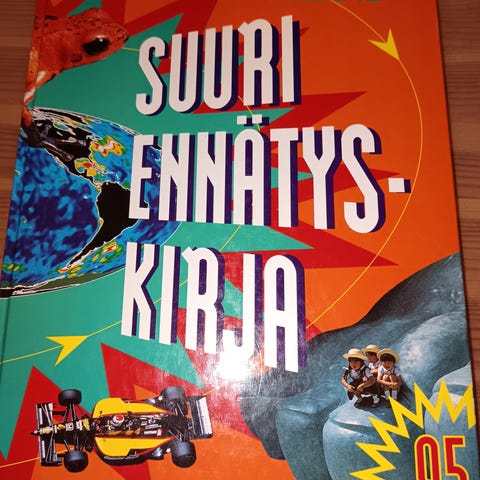 SUURI
ENNÄTYS-
KIRJA
95